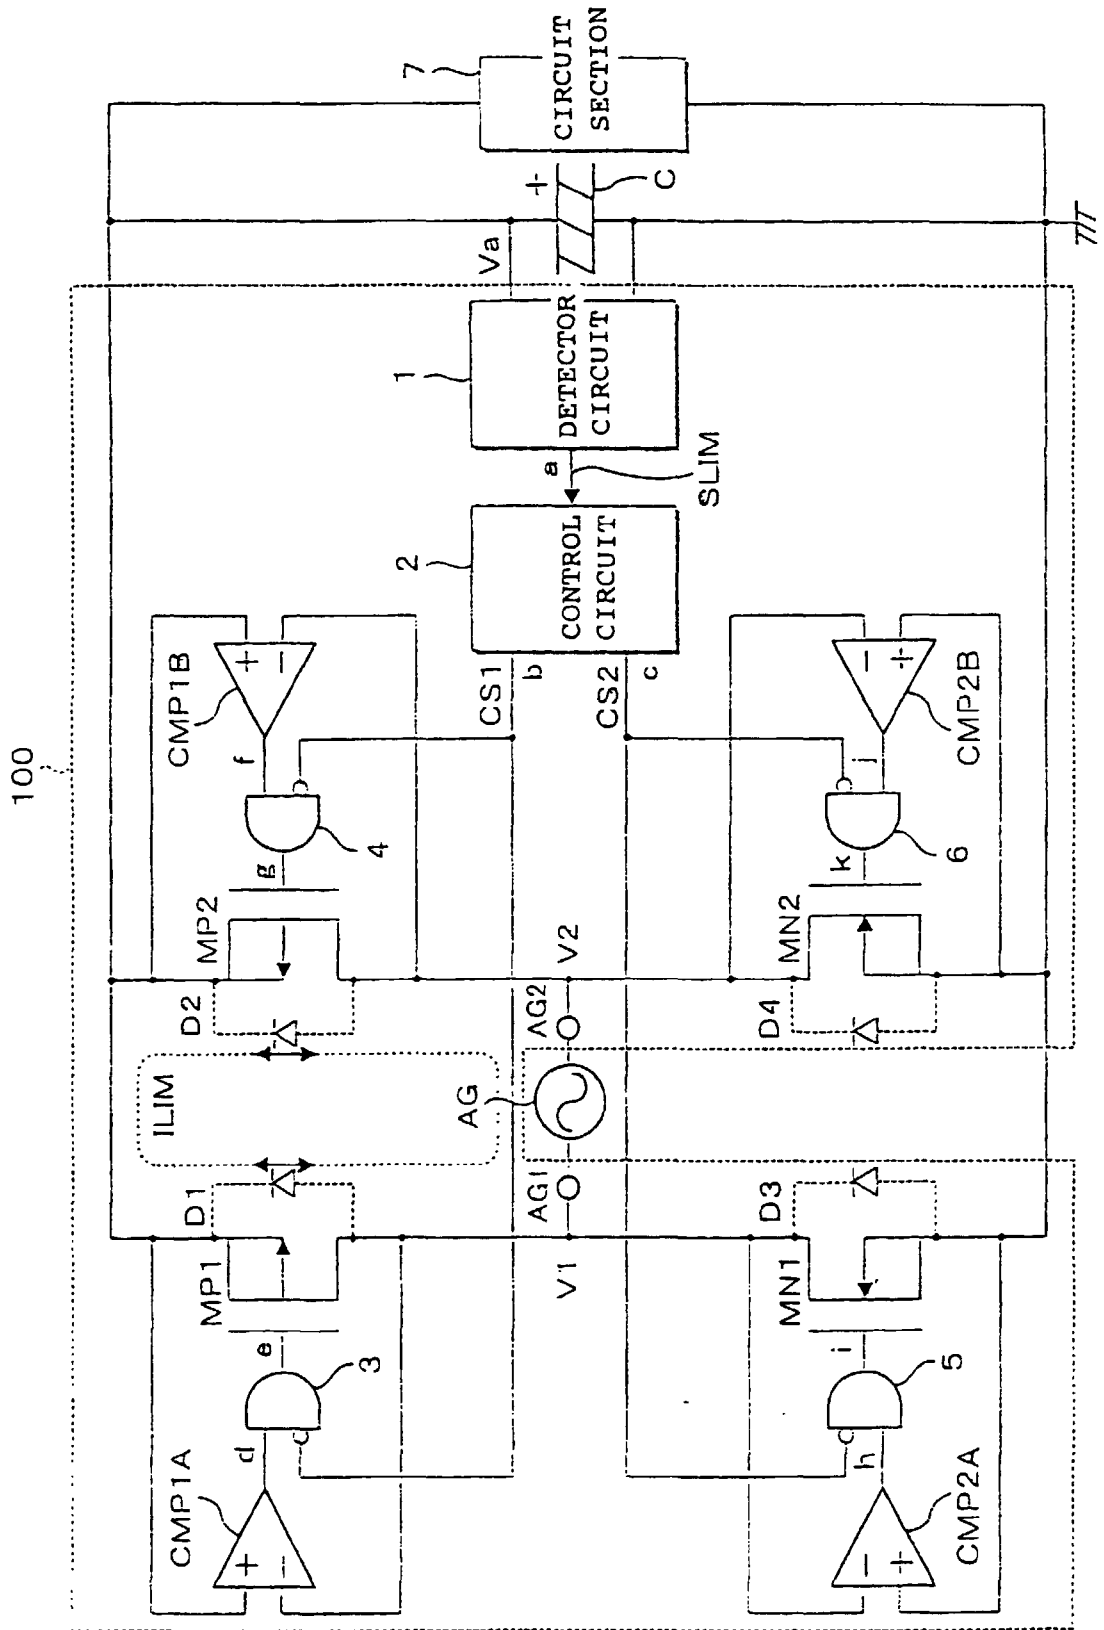 100
CMP1A
+
−
d
3
e
MP1
D1
ILIM
D2
MP2
g
4
f
CMP1B
+
−
CS1
b
CS2
c
2
CONTROL
CIRCUIT
a
SLIM
1
DETECTOR
CIRCUIT
Va
+
C
7
CIRCUIT
SECTION
V1
AG1
AG
AG2
V2
CMP2A
−
+
h
5
i
MN1
D3
D4
MN2
k
6
j
CMP2B
−
+